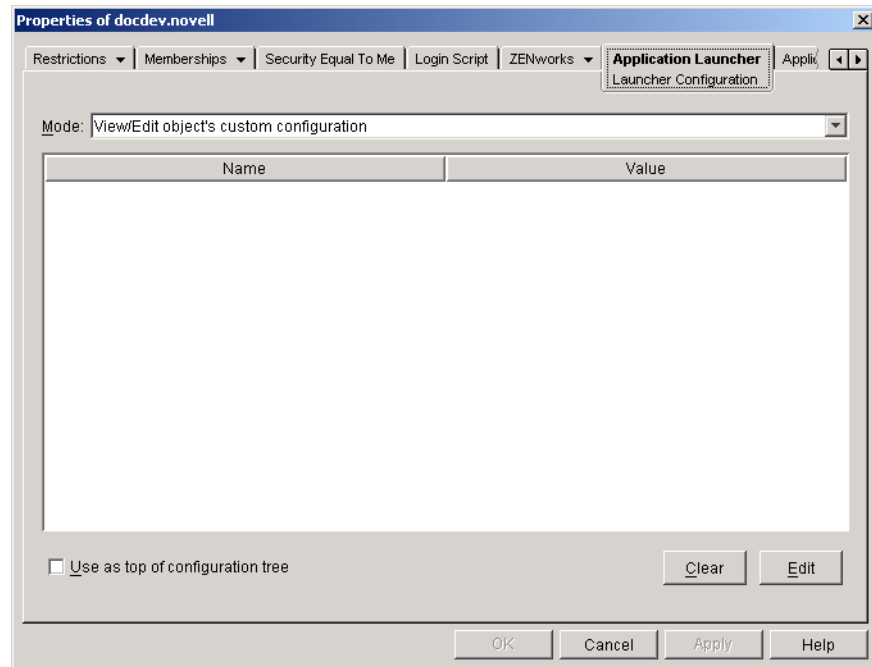 Properties of docdev.novell
Restrictions Memberships Security Equal To Me Login Script ZENworks Application Launcher Applic
Launcher Configuration
Mode: View/Edit object's custom configuration
Name Value
Use as top of configuration tree Clear Edit
OK Cancel Apply Help